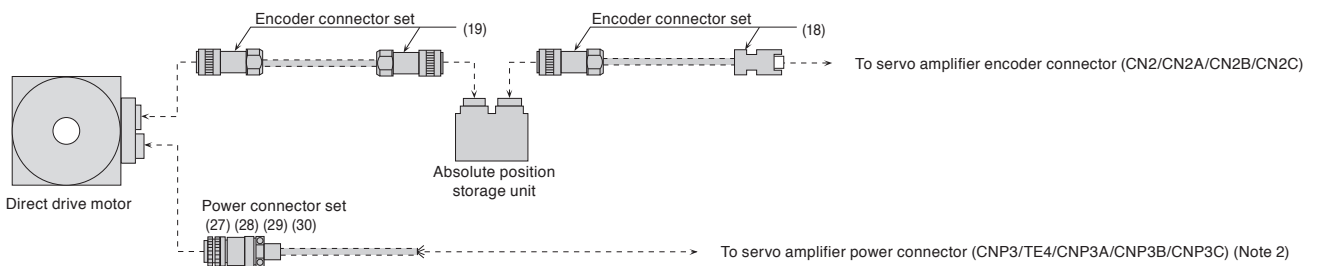 Encoder connector set
(19)
Encoder connector set
(18)
To servo amplifier encoder connector (CN2/CN2A/CN2B/CN2C)
Absolute position
storage unit
Direct drive motor
Power connector set
(27) (28) (29) (30)
To servo amplifier power connector (CNP3/TE4/CNP3A/CNP3B/CNP3C) (Note 2)